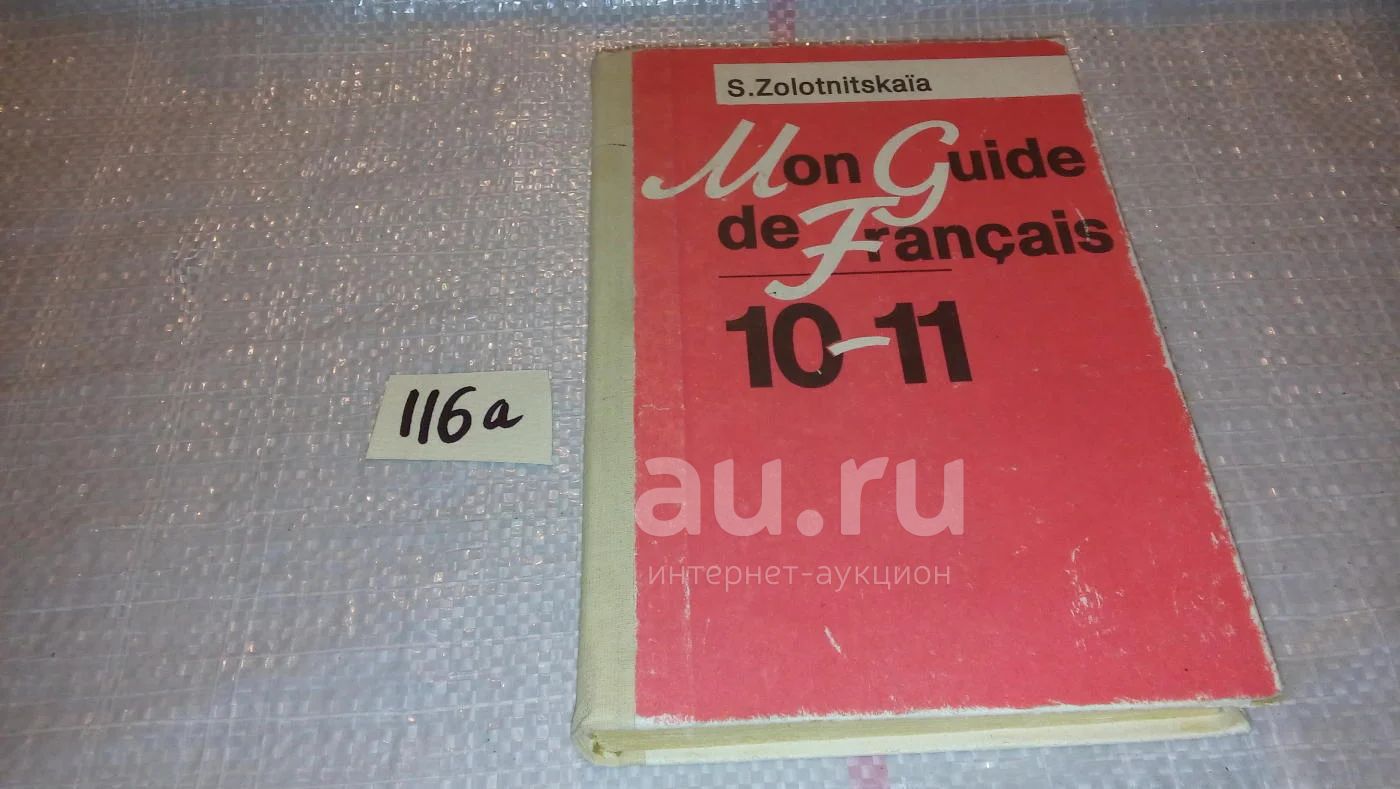 S.Zolotnitskaïa
Mon Guide
de Français
10-11
116a
au.ru
интернет-аукцион